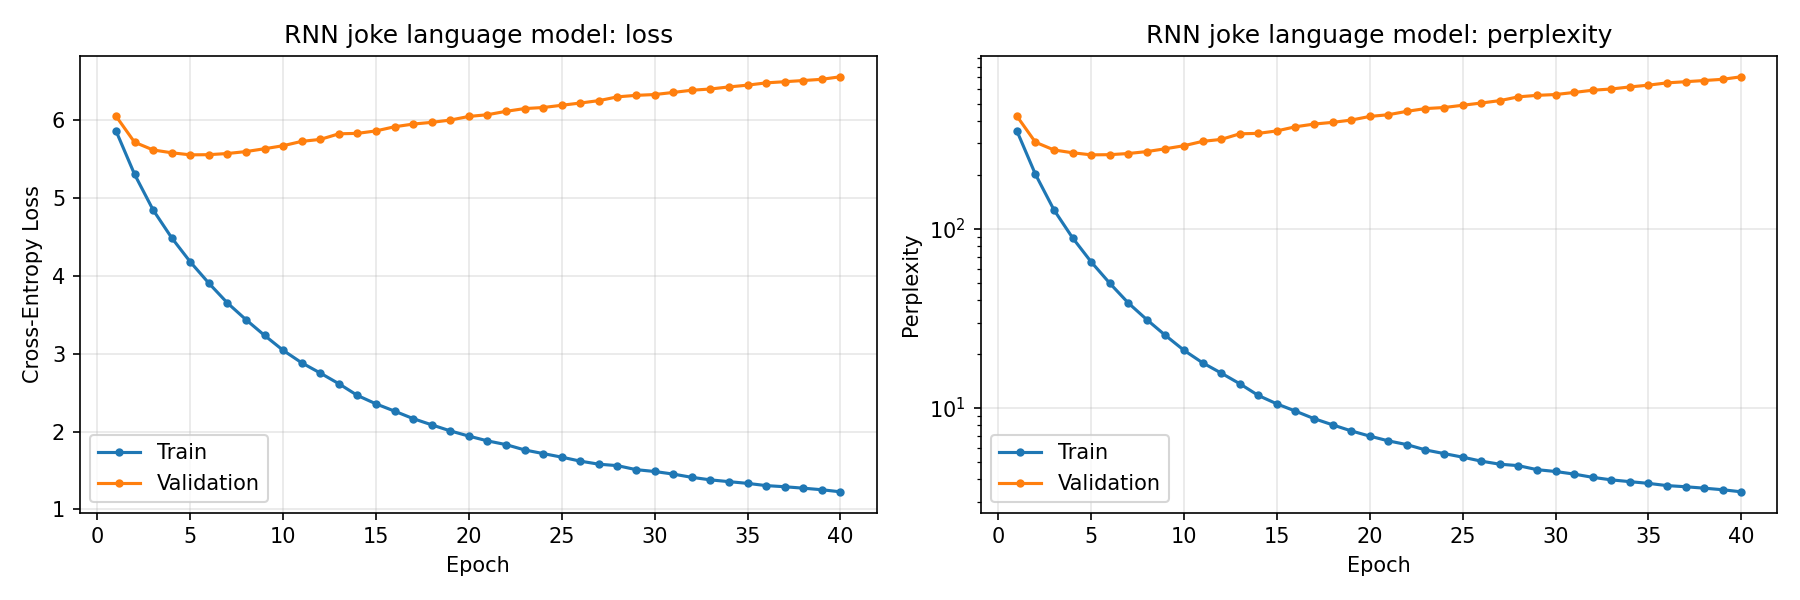 RNN joke language model: loss
Cross-Entropy Loss
6
5
4
3
2
1
Train
Validation
0 5 10 15 20 25 30 35 40
Epoch
RNN joke language model: perplexity
Perplexity
10²
10¹
Train
Validation
0 5 10 15 20 25 30 35 40
Epoch